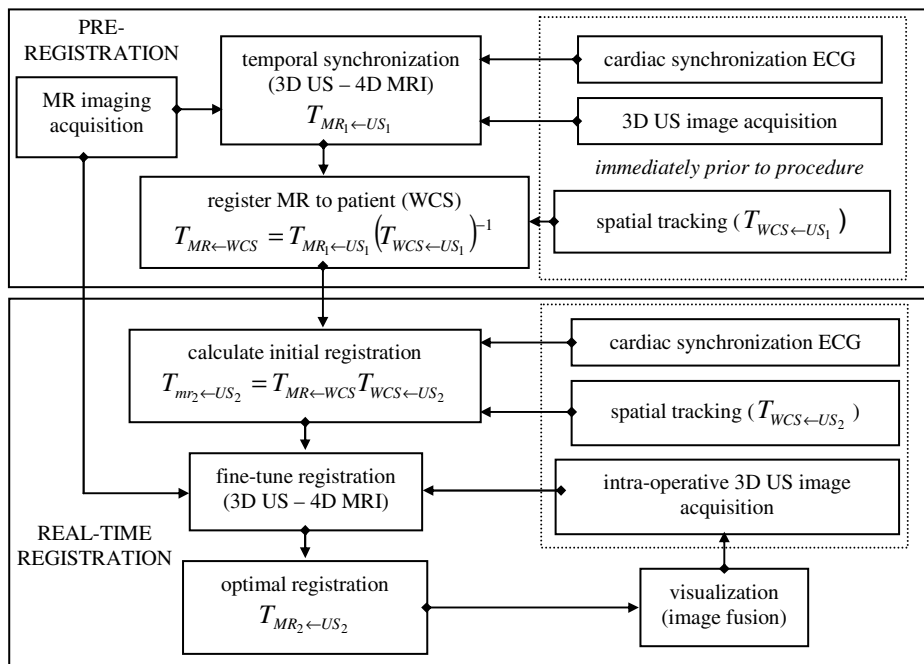 PRE-
REGISTRATION
MR imaging
acquisition
temporal synchronization
(3D US – 4D MRI)
T_{MR_1←US_1}
cardiac synchronization ECG
3D US image acquisition
immediately prior to procedure
register MR to patient (WCS)
T_{MR←WCS} = T_{MR_1←US_1}(T_{WCS←US_1})^{-1}
spatial tracking (T_{WCS←US_1})
calculate initial registration
T_{mr_2←US_2} = T_{MR←WCS}T_{WCS←US_2}
cardiac synchronization ECG
spatial tracking (T_{WCS←US_2})
fine-tune registration
(3D US – 4D MRI)
intra-operative 3D US image
acquisition
REAL-TIME
REGISTRATION
optimal registration
T_{MR_2←US_2}
visualization
(image fusion)